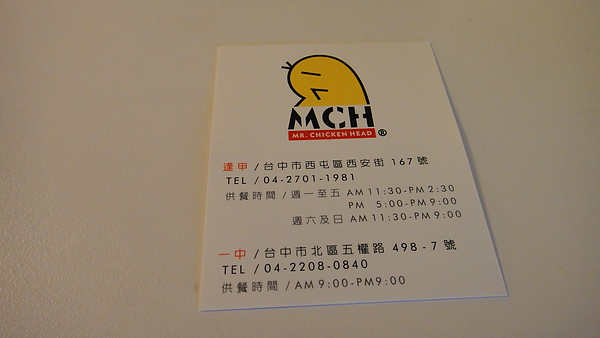 MCH
MR. CHICKEN HEAD ®
逢甲 / 台中市西屯區西安街 167 號
TEL / 04-2701-1981
供餐時間 / 週一至五 AM 11:30-PM 2:30
PM 5:00-PM 9:00
週六及日 AM 11:30-PM 9:00
一中 / 台中市北區五權路 498 - 7 號
TEL / 04-2208-0840
供餐時間 / AM 9:00-PM9:00